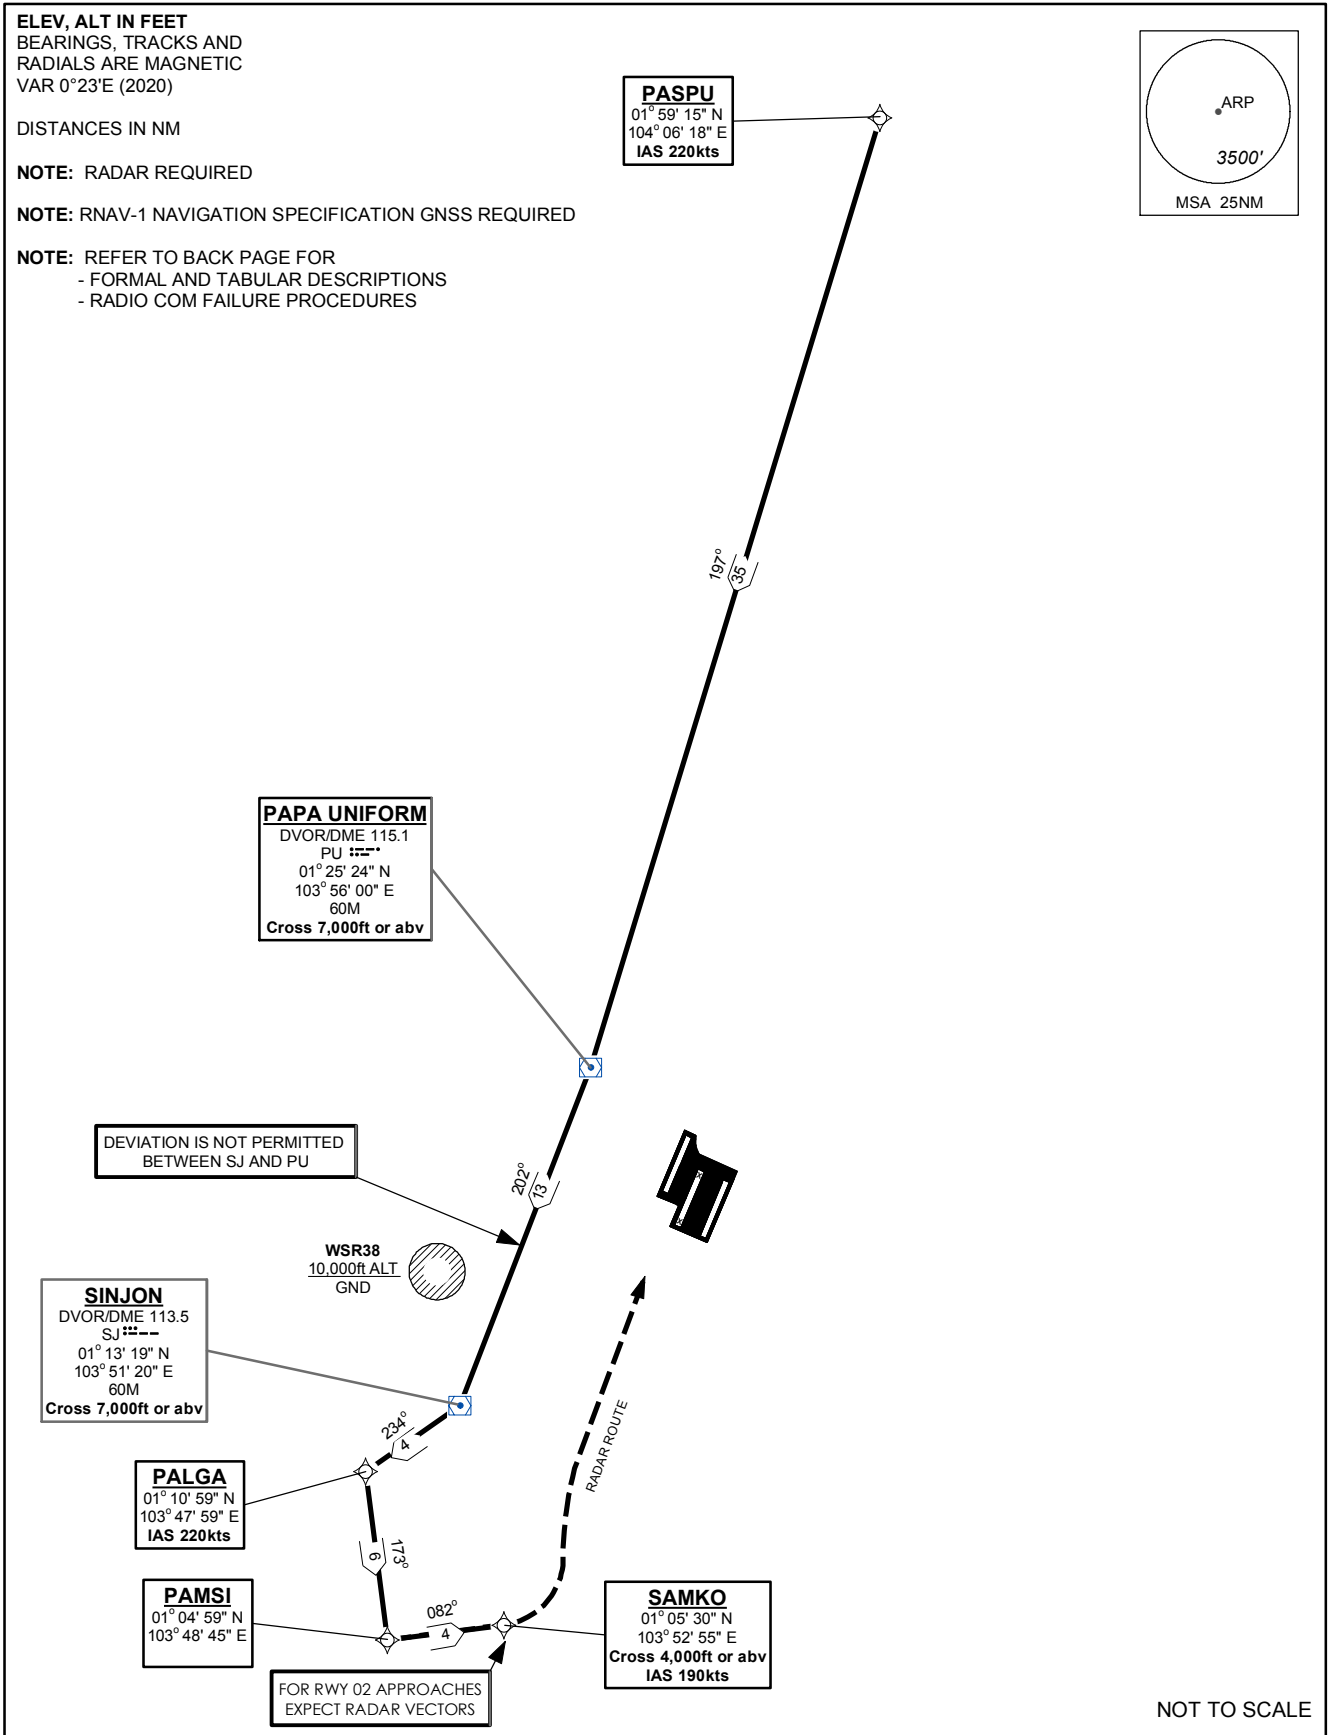 ELEV, ALT IN FEET
BEARINGS, TRACKS AND
RADIALS ARE MAGNETIC
VAR 0°23'E (2020)
DISTANCES IN NM
NOTE: RADAR REQUIRED
NOTE: RNAV-1 NAVIGATION SPECIFICATION GNSS REQUIRED
NOTE: REFER TO BACK PAGE FOR
- FORMAL AND TABULAR DESCRIPTIONS
- RADIO COM FAILURE PROCEDURES
PASPU
01° 59' 15" N
104° 06' 18" E
IAS 220kts
ARP
3500'
MSA 25NM
197°
35
PAPA UNIFORM
DVOR/DME 115.1
PU
01° 25' 24" N
103° 56' 00" E
60M
Cross 7,000ft or abv
DEVIATION IS NOT PERMITTED
BETWEEN SJ AND PU
202°
13
WSR38
10,000ft ALT
GND
SINJON
DVOR/DME 113.5
SJ
01° 13' 19" N
103° 51' 20" E
60M
Cross 7,000ft or abv
234°
4
RADAR ROUTE
PALGA
01° 10' 59" N
103° 47' 59" E
IAS 220kts
173°
6
PAMSI
01° 04' 59" N
103° 48' 45" E
082°
4
SAMKO
01° 05' 30" N
103° 52' 55" E
Cross 4,000ft or abv
IAS 190kts
FOR RWY 02 APPROACHES
EXPECT RADAR VECTORS
NOT TO SCALE